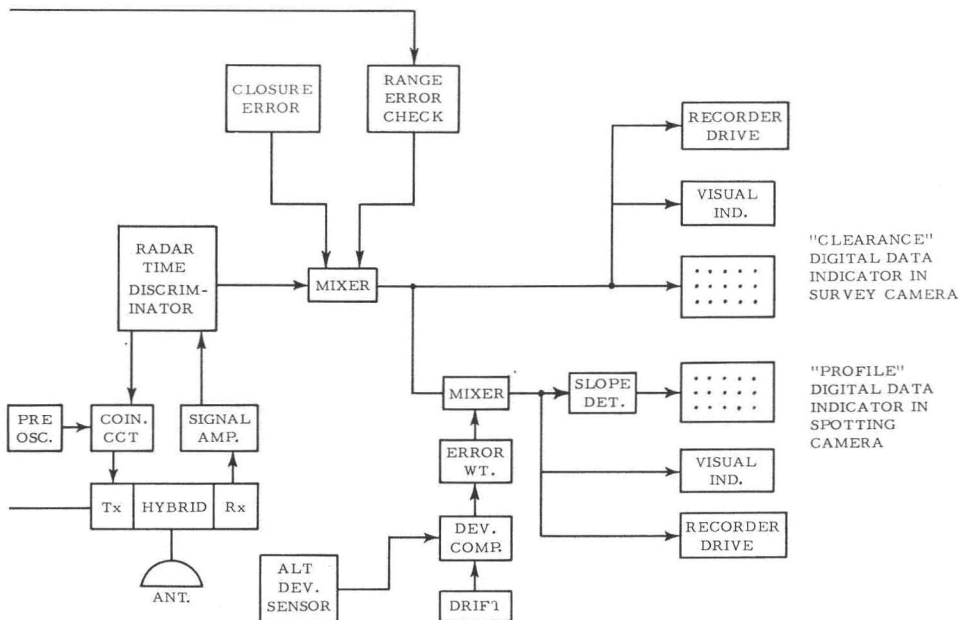 CLOSURE
ERROR
RANGE
ERROR
CHECK
RECORDER
DRIVE
VISUAL
IND.
"CLEARANCE"
DIGITAL DATA
INDICATOR IN
SURVEY CAMERA
RADAR
TIME
DISCRIM-
INATOR
MIXER
MIXER
SLOPE
DET.
"PROFILE"
DIGITAL DATA
INDICATOR IN
SPOTTING
CAMERA
PRE
OSC.
COIN.
CCT
SIGNAL
AMP.
ERROR
WT.
VISUAL
IND.
Tx
HYBRID
Rx
DEV.
COMP.
RECORDER
DRIVE
ANT.
ALT
DEV.
SENSOR
DRIFT